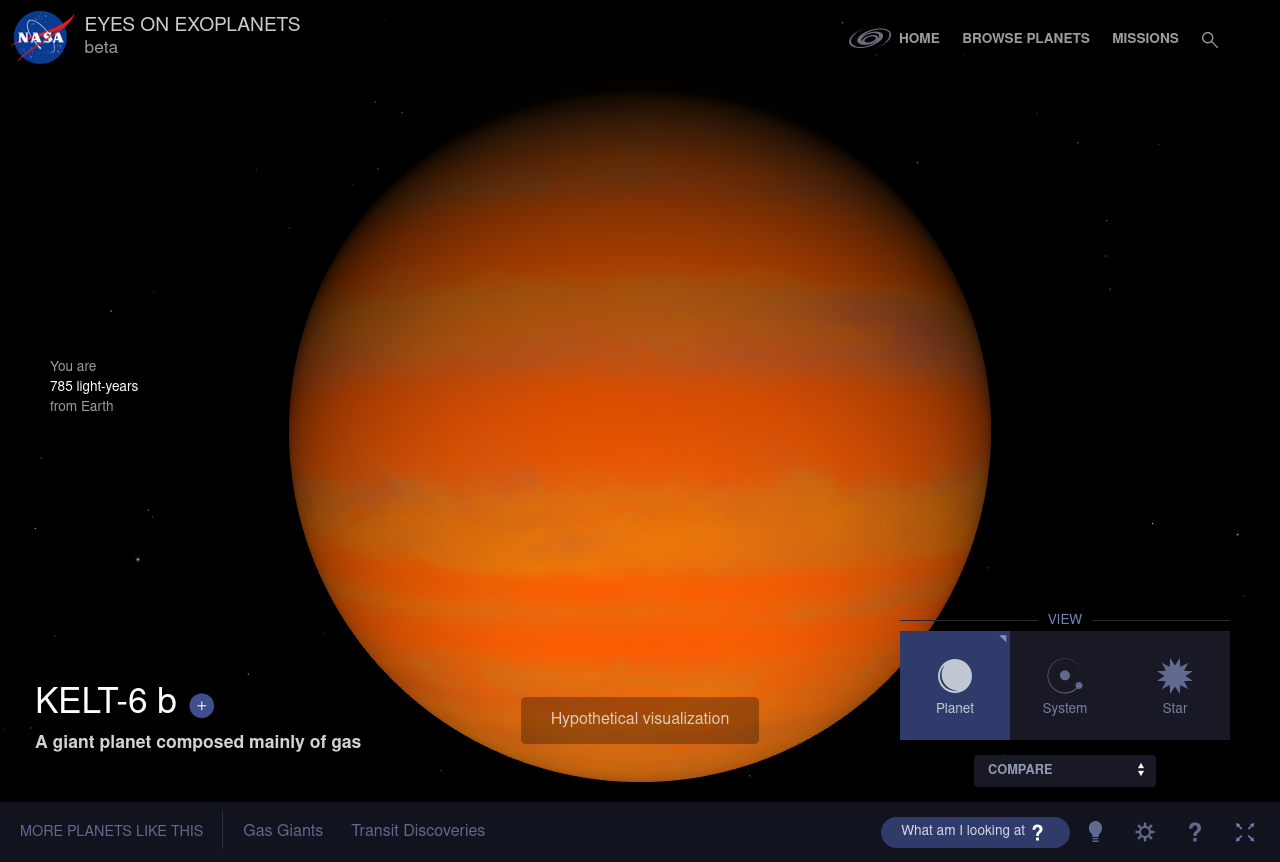 NASA
EYES ON EXOPLANETS
beta
HOME
BROWSE PLANETS
MISSIONS
You are
785 light-years
from Earth
KELT-6 b +
A giant planet composed mainly of gas
Hypothetical visualization
VIEW
Planet
System
Star
COMPARE
MORE PLANETS LIKE THIS
Gas Giants
Transit Discoveries
What am I looking at ?
?